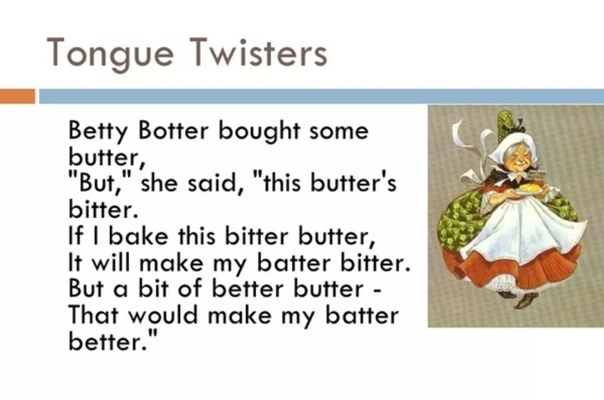 Tongue Twisters
Betty Botter bought some
butter,
"But," she said, "this butter's
bitter.
If I bake this bitter butter,
It will make my batter bitter.
But a bit of better butter -
That would make my batter
better."